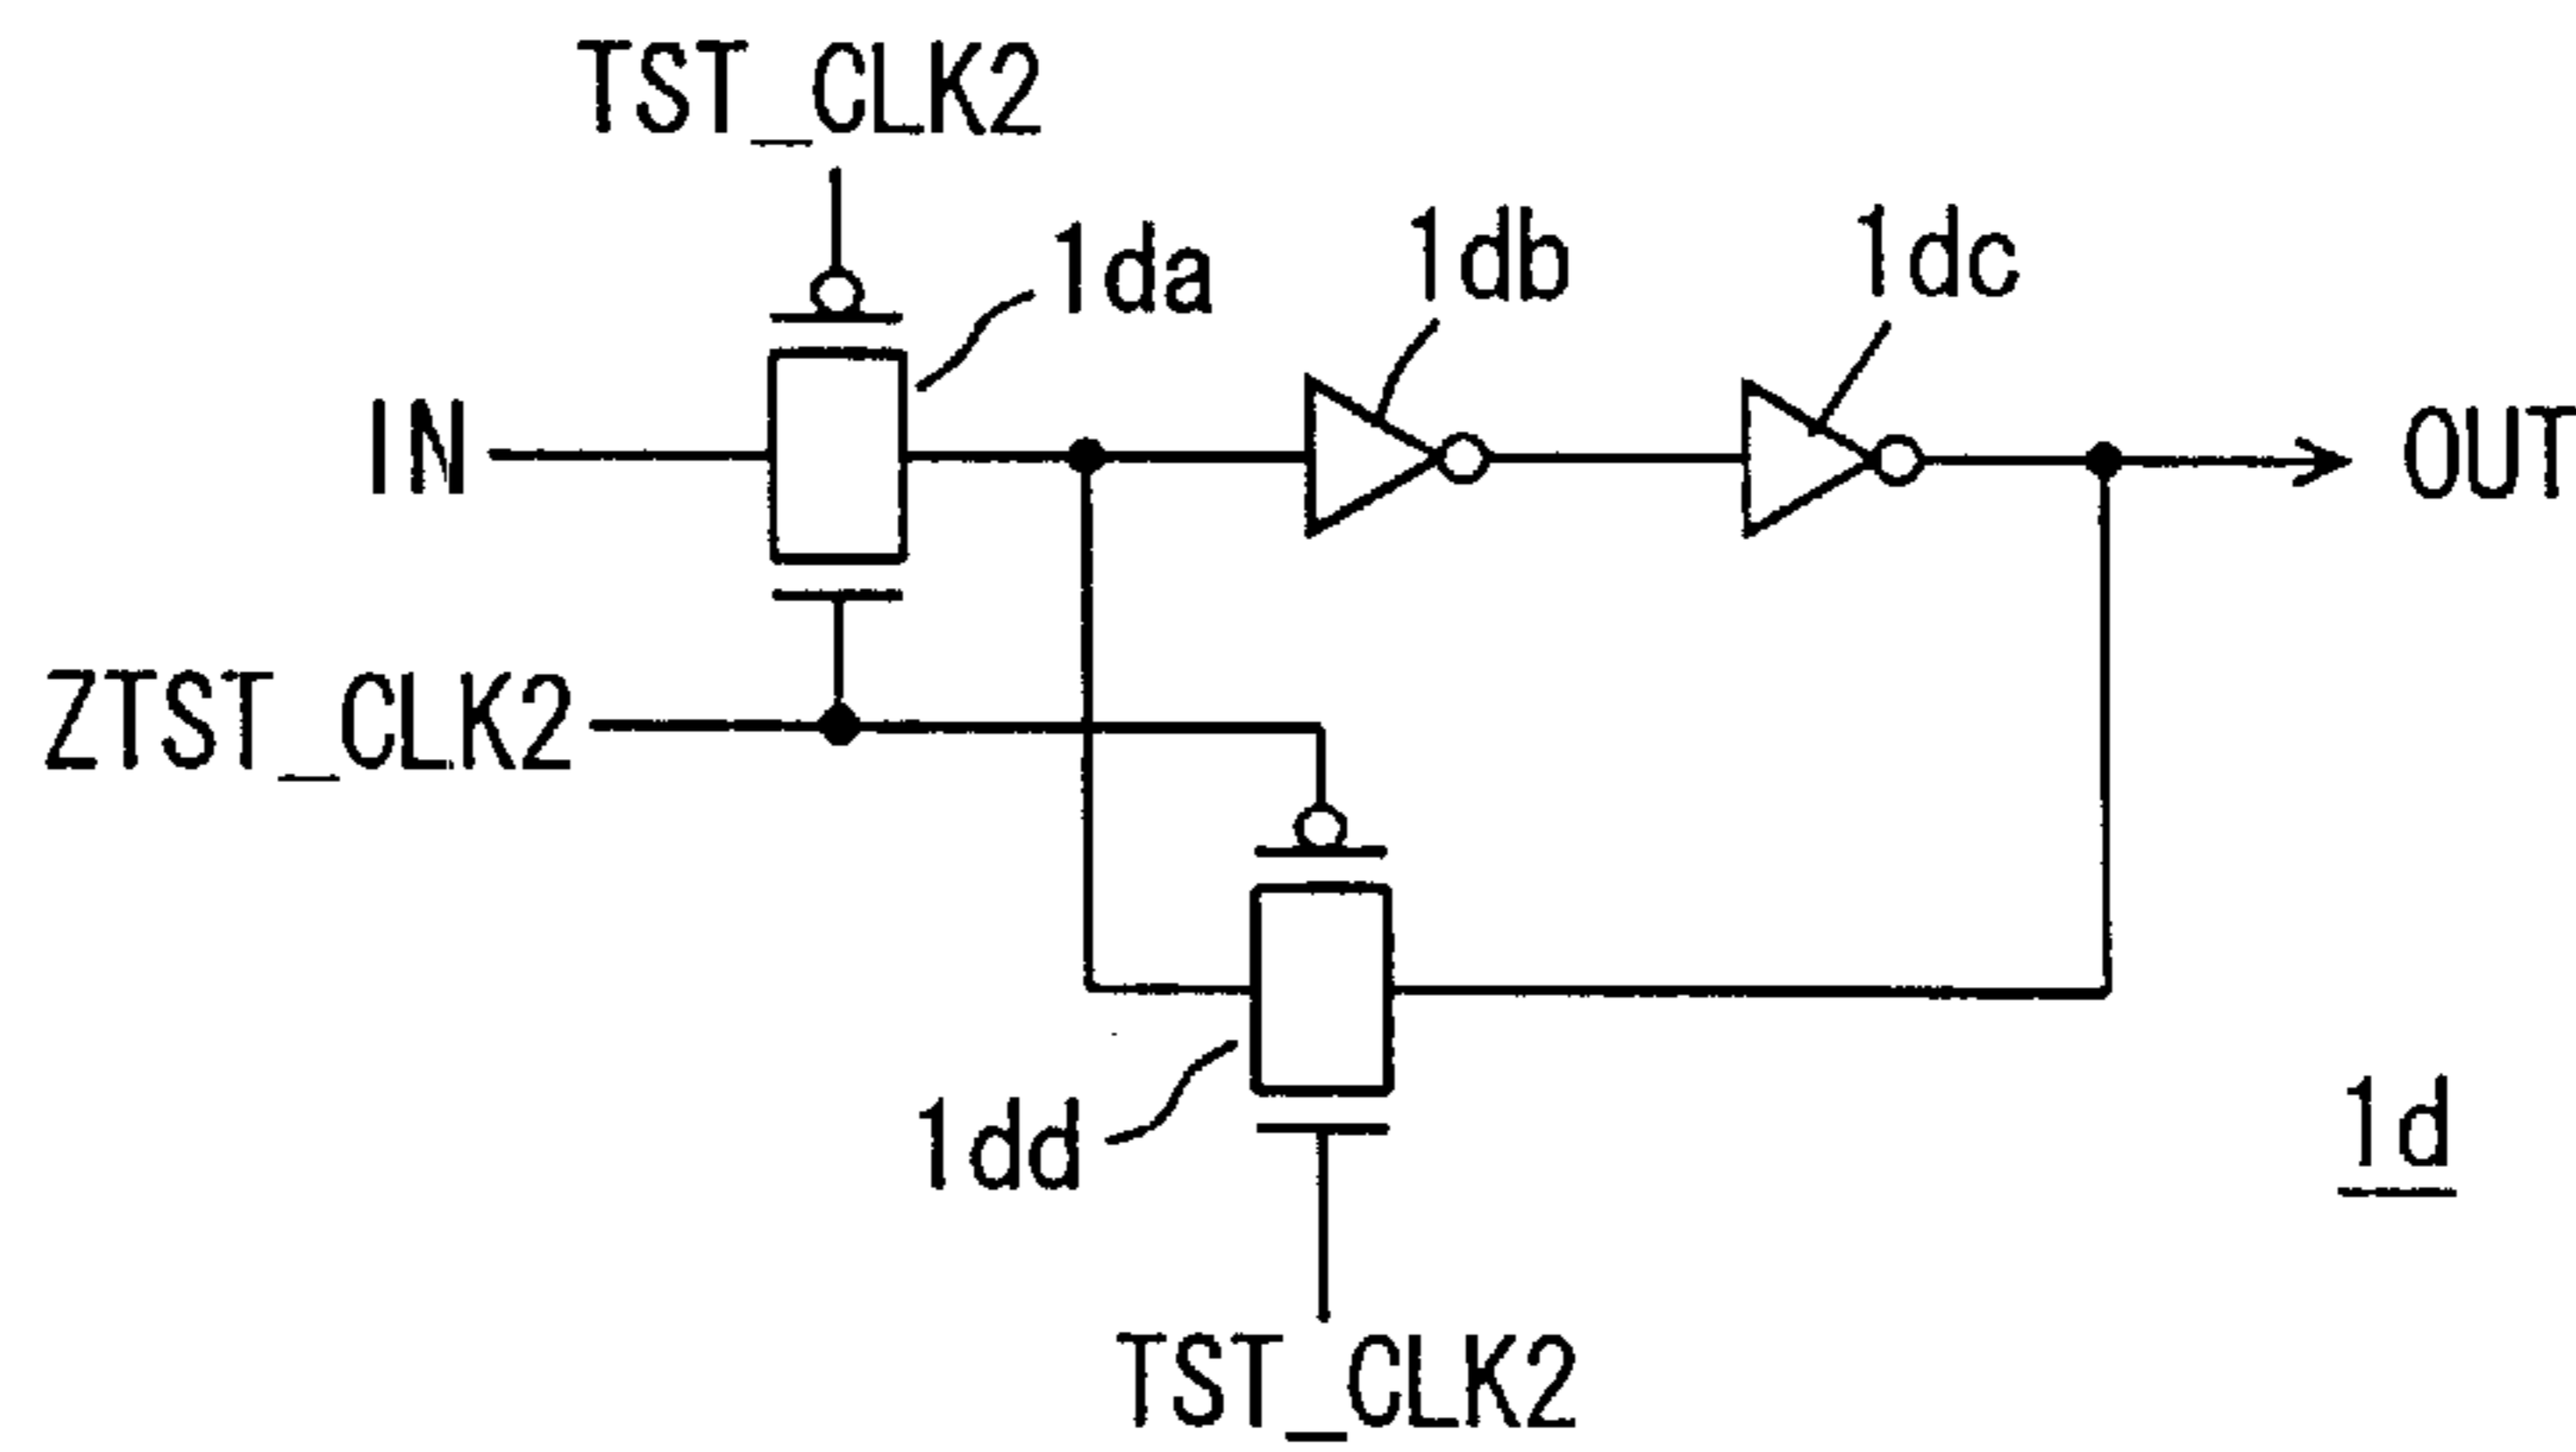 TST_CLK2
1da
1db
1dc
IN
OUT
ZTST_CLK2
1dd
1d
TST_CLK2